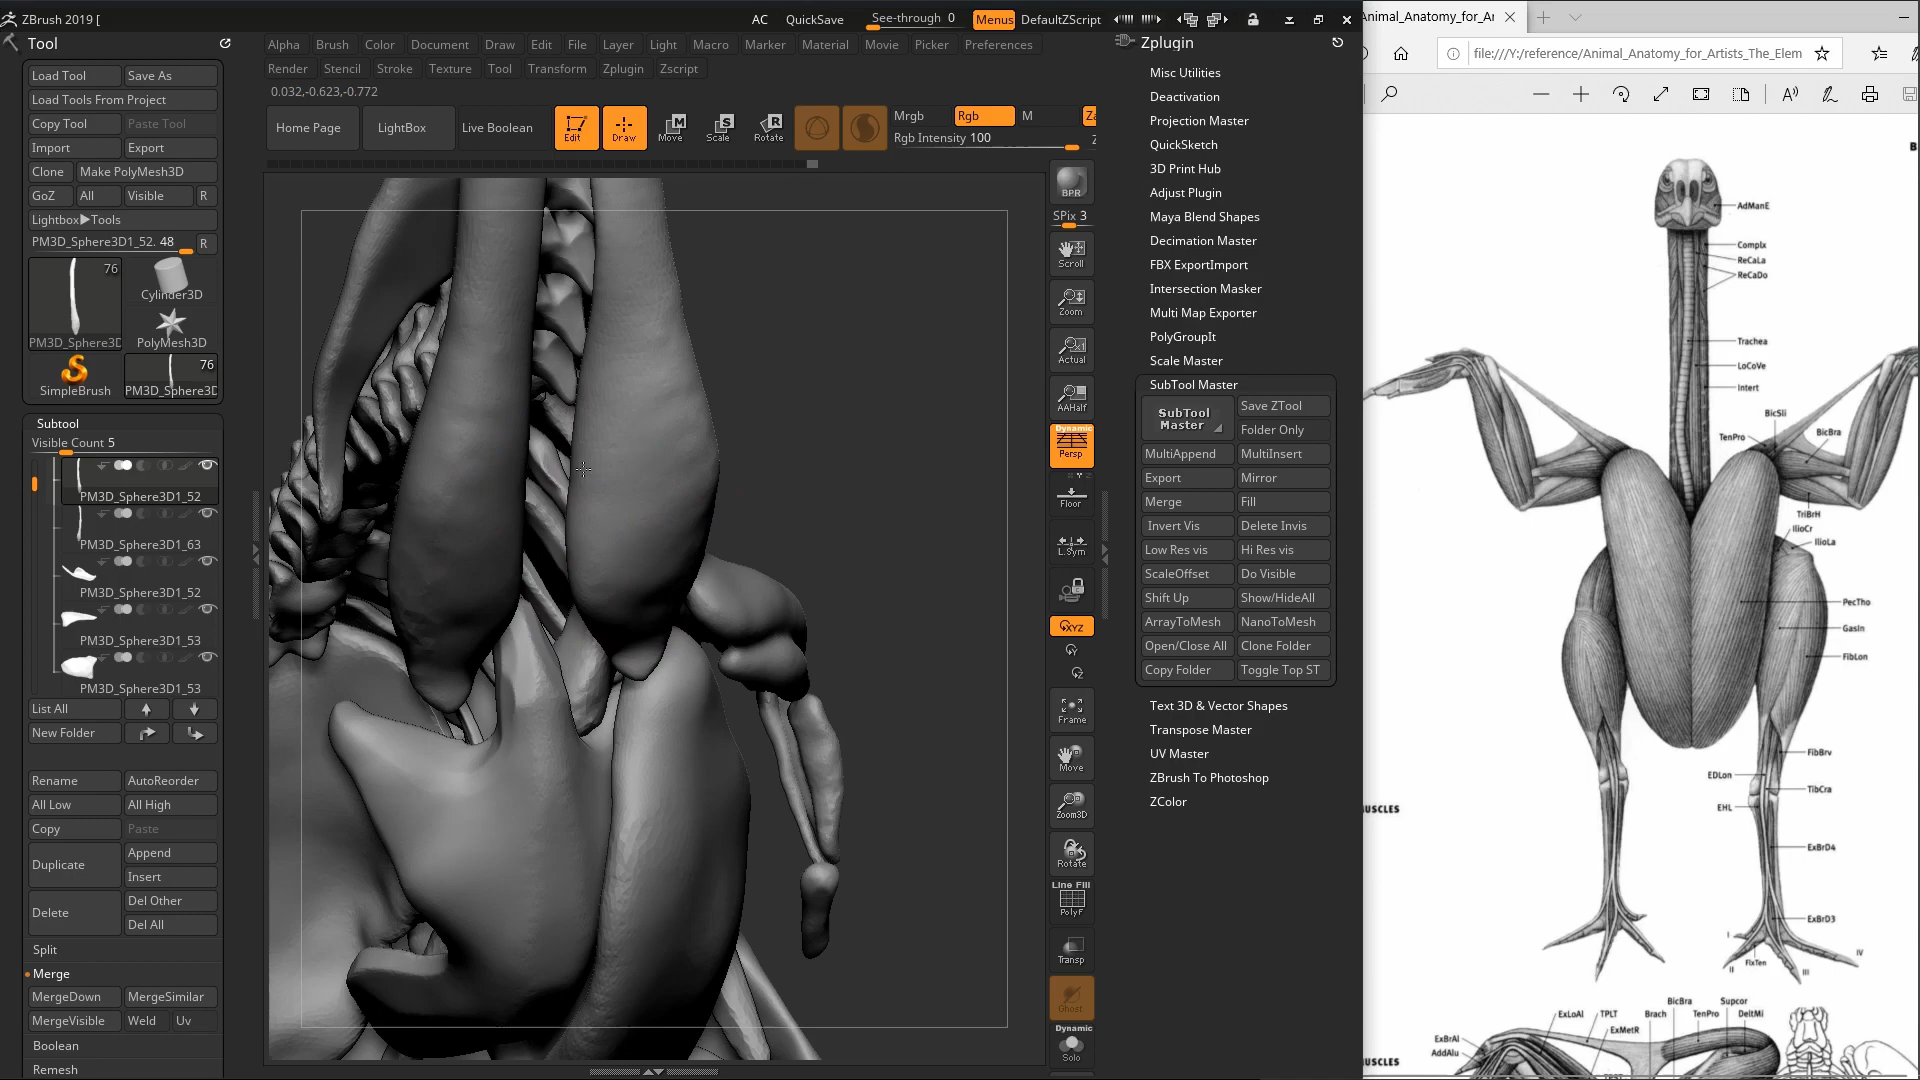 ZBrush 2019 [
AC QuickSave See-through 0 Menus DefaultZScript
Tool
Load Tool Save As
Load Tools From Project
Copy Tool Paste Tool
Import Export
Clone Make PolyMesh3D
GoZ All Visible R
Lightbox▶Tools
PM3D_Sphere3D1_52. 48 R
76
Cylinder3D
PM3D_Sphere3D PolyMesh3D
76
SimpleBrush PM3D_Sphere3D
Subtool
Visible Count 5
PM3D_Sphere3D1_52
PM3D_Sphere3D1_63
PM3D_Sphere3D1_52
PM3D_Sphere3D1_53
PM3D_Sphere3D1_53
List All
New Folder
Rename AutoReorder
All Low All High
Copy Paste
Duplicate Append
Insert
Delete Del Other
Del All
Split
Merge
MergeDown MergeSimilar
MergeVisible Weld Uv
Boolean
Remesh
Alpha Brush Color Document Draw Edit File Layer Light Macro Marker Material Movie Picker Preferences
Render Stencil Stroke Texture Tool Transform Zplugin Zscript
0.032,-0.623,-0.772
Home Page LightBox Live Boolean Edit Draw Move Scale Rotate
Mrgb Rgb M Za
Rgb Intensity 100 Z
BPR
SPix 3
Scroll
Zoom
Actual
AAHalf
Dynamic
Persp
Floor
L.Sym
XYZ
Y
Z
Frame
Move
Zoom3D
Rotate
Line Fill
PolyF
Transp
Ghost
Dynamic
Solo
Zplugin
Misc Utilities
Deactivation
Projection Master
QuickSketch
3D Print Hub
Adjust Plugin
Maya Blend Shapes
Decimation Master
FBX ExportImport
Intersection Masker
Multi Map Exporter
PolyGroupIt
Scale Master
SubTool Master
SubTool
Master
Save ZTool
Folder Only
MultiAppend MultiInsert
Export Mirror
Merge Fill
Invert Vis Delete Invis
Low Res vis Hi Res vis
ScaleOffset Do Visible
Shift Up Show/HideAll
ArrayToMesh NanoToMesh
Open/Close All Clone Folder
Copy Folder Toggle Top ST
Text 3D & Vector Shapes
Transpose Master
UV Master
ZBrush To Photoshop
ZColor
Animal_Anatomy_for_Ar
file:///Y:/reference/Animal_Anatomy_for_Artists_The_Elem
B
AdManE
Complx
ReCaLa
ReCaDo
Trachea
LoCoVe
Intert
BicSli
TenPro
BicBra
TriBrH
IlioCr
IlioLa
PecTho
GasIn
FibLon
FibBrv
EDLon
TibCra
EHL
USCLES
ExBrD4
ExBrD3
I
II
FlxTen
III
IV
BicBra Supcor
ExLoAl TPLT Brach TenPro DeltMi
ExMetR
ExBrAl
AddAlu
USCLES